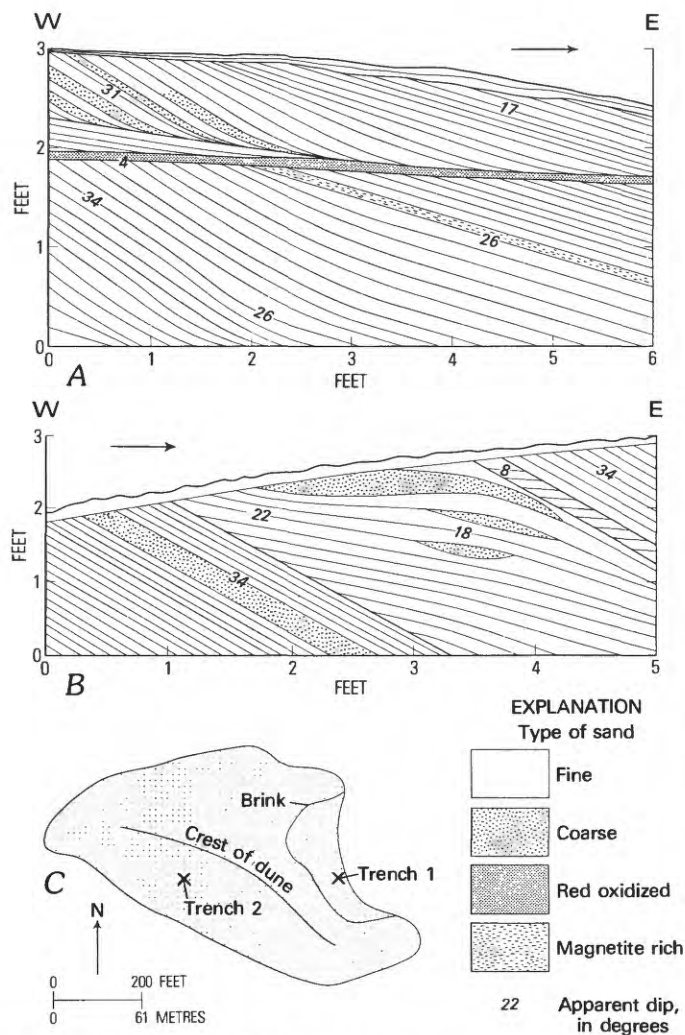 W E
3
2
1
0
FEET
31
17
4
34
26
26
0 1 2 3 4 5 6
A FEET
W E
3
2
1
0
FEET
8
34
22
18
34
0 1 2 3 4 5
B FEET
EXPLANATION
Type of sand
Fine
Coarse
Red oxidized
Magnetite rich
22 Apparent dip, in degrees
Brink
Crest of dune
C
Trench 1
Trench 2
N
0 200 FEET
0 61 METRES